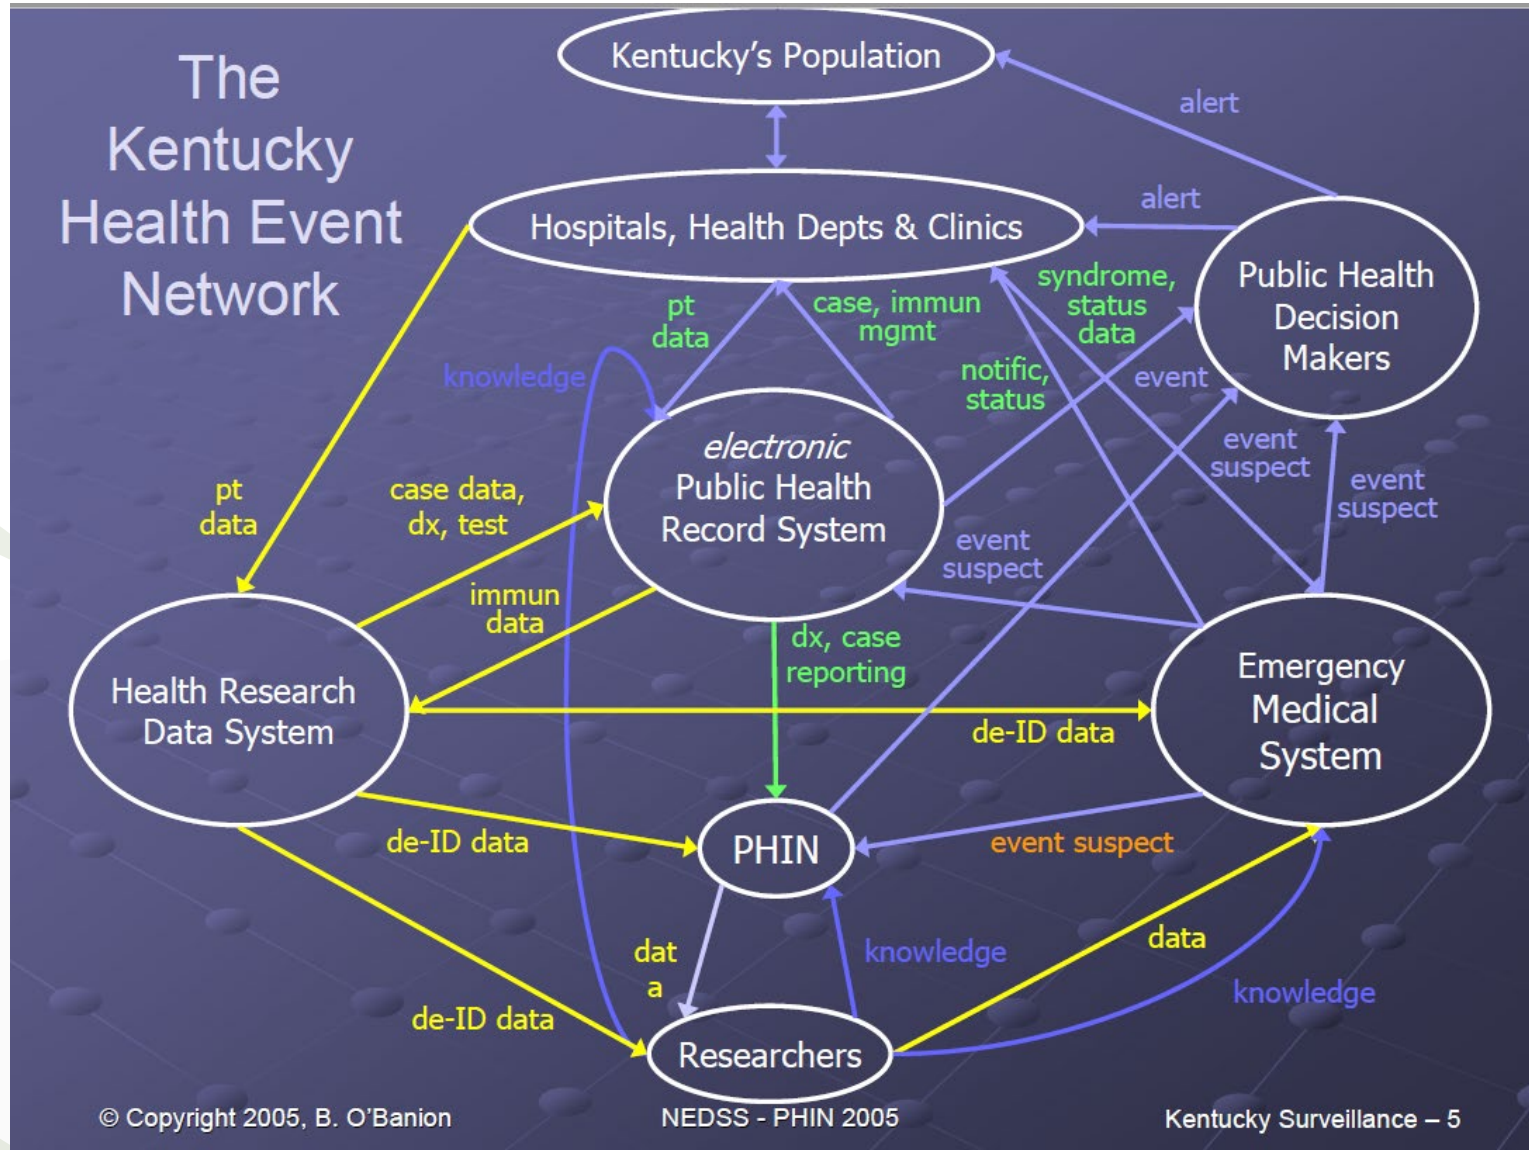 The
Kentucky
Health Event
Network
Kentucky's Population
alert
Hospitals, Health Depts & Clinics
alert
Public Health
Decision
Makers
pt
data
case, immun
mgmt
syndrome,
status
data
notific,
status
event
knowledge
electronic
Public Health
Record System
event
suspect
event
suspect
event
suspect
pt
data
case data,
dx, test
immun
data
dx, case
reporting
Health Research
Data System
de-ID data
Emergency
Medical
System
de-ID data
PHIN
event suspect
dat
a
knowledge
data
knowledge
de-ID data
Researchers
© Copyright 2005, B. O'Banion
NEDSS - PHIN 2005
Kentucky Surveillance – 5